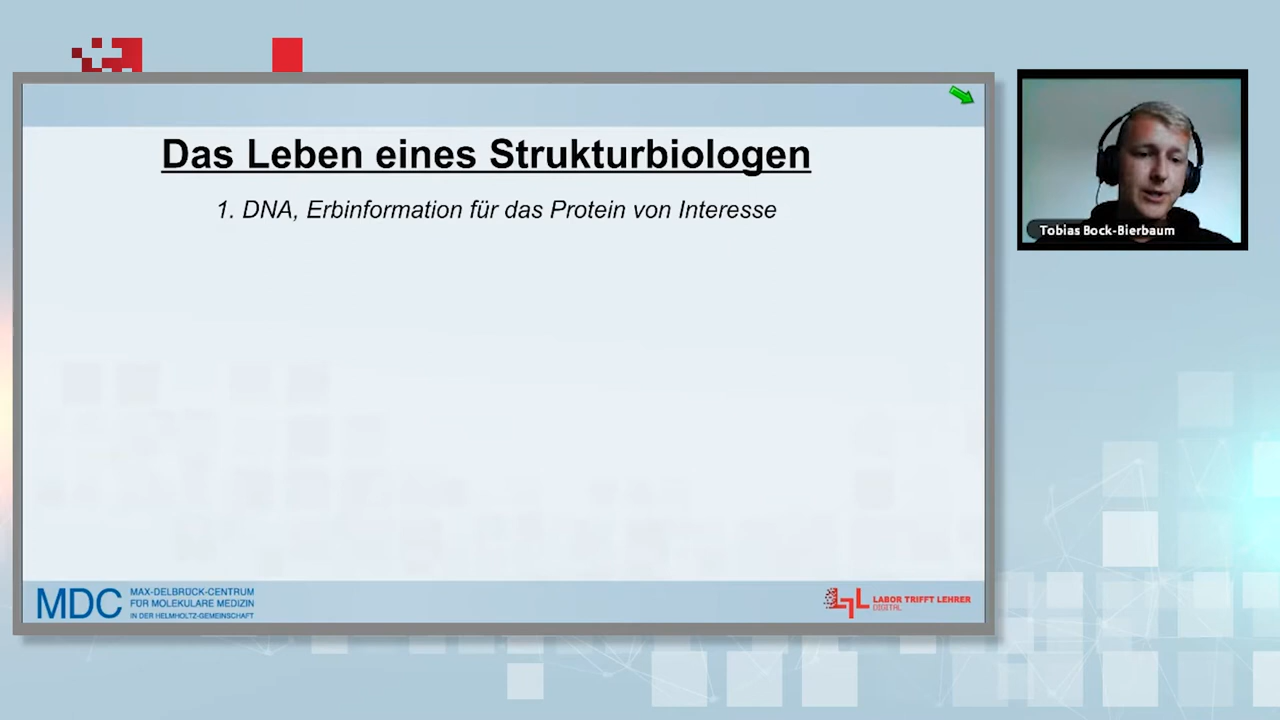 Das Leben eines Strukturbiologen
1. DNA, Erbinformation für das Protein von Interesse
Tobias Bock-Bierbaum
MDC
MAX-DELBRÜCK-CENTRUM
FÜR MOLEKULARE MEDIZIN
IN DER HELMHOLTZ-GEMEINSCHAFT
LTL
LABOR TRIFFT LEHRER
DIGITAL